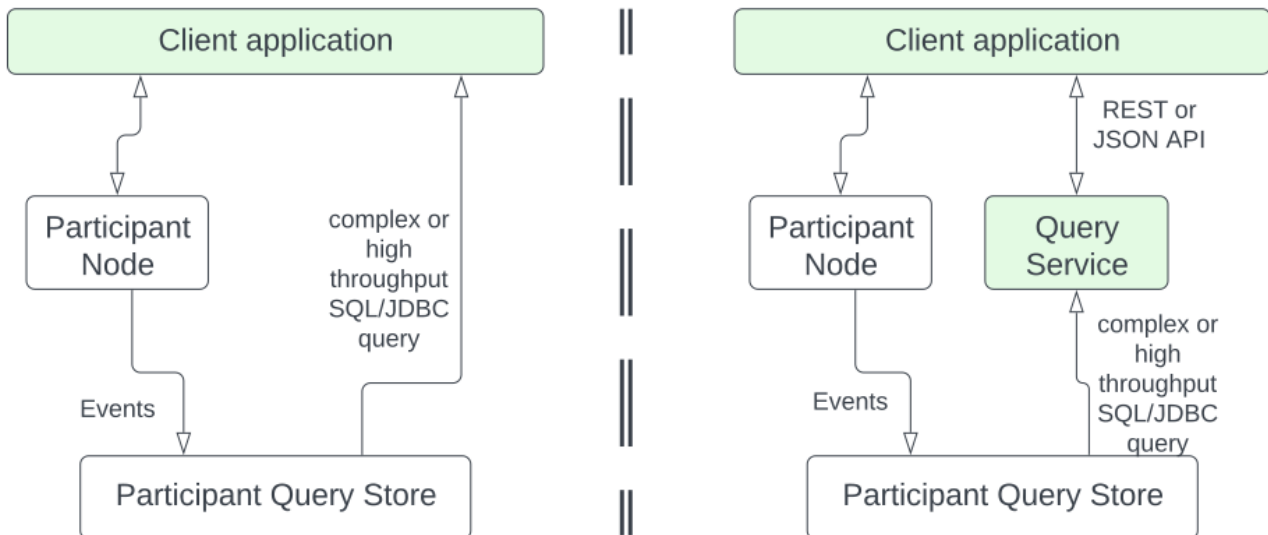 Client application
Participant
Node
complex or
high
throughput
SQL/JDBC
query
Events
Participant Query Store
Client application
REST or
JSON API
Participant
Node
Query
Service
complex or
high
throughput
SQL/JDBC
query
Events
Participant Query Store